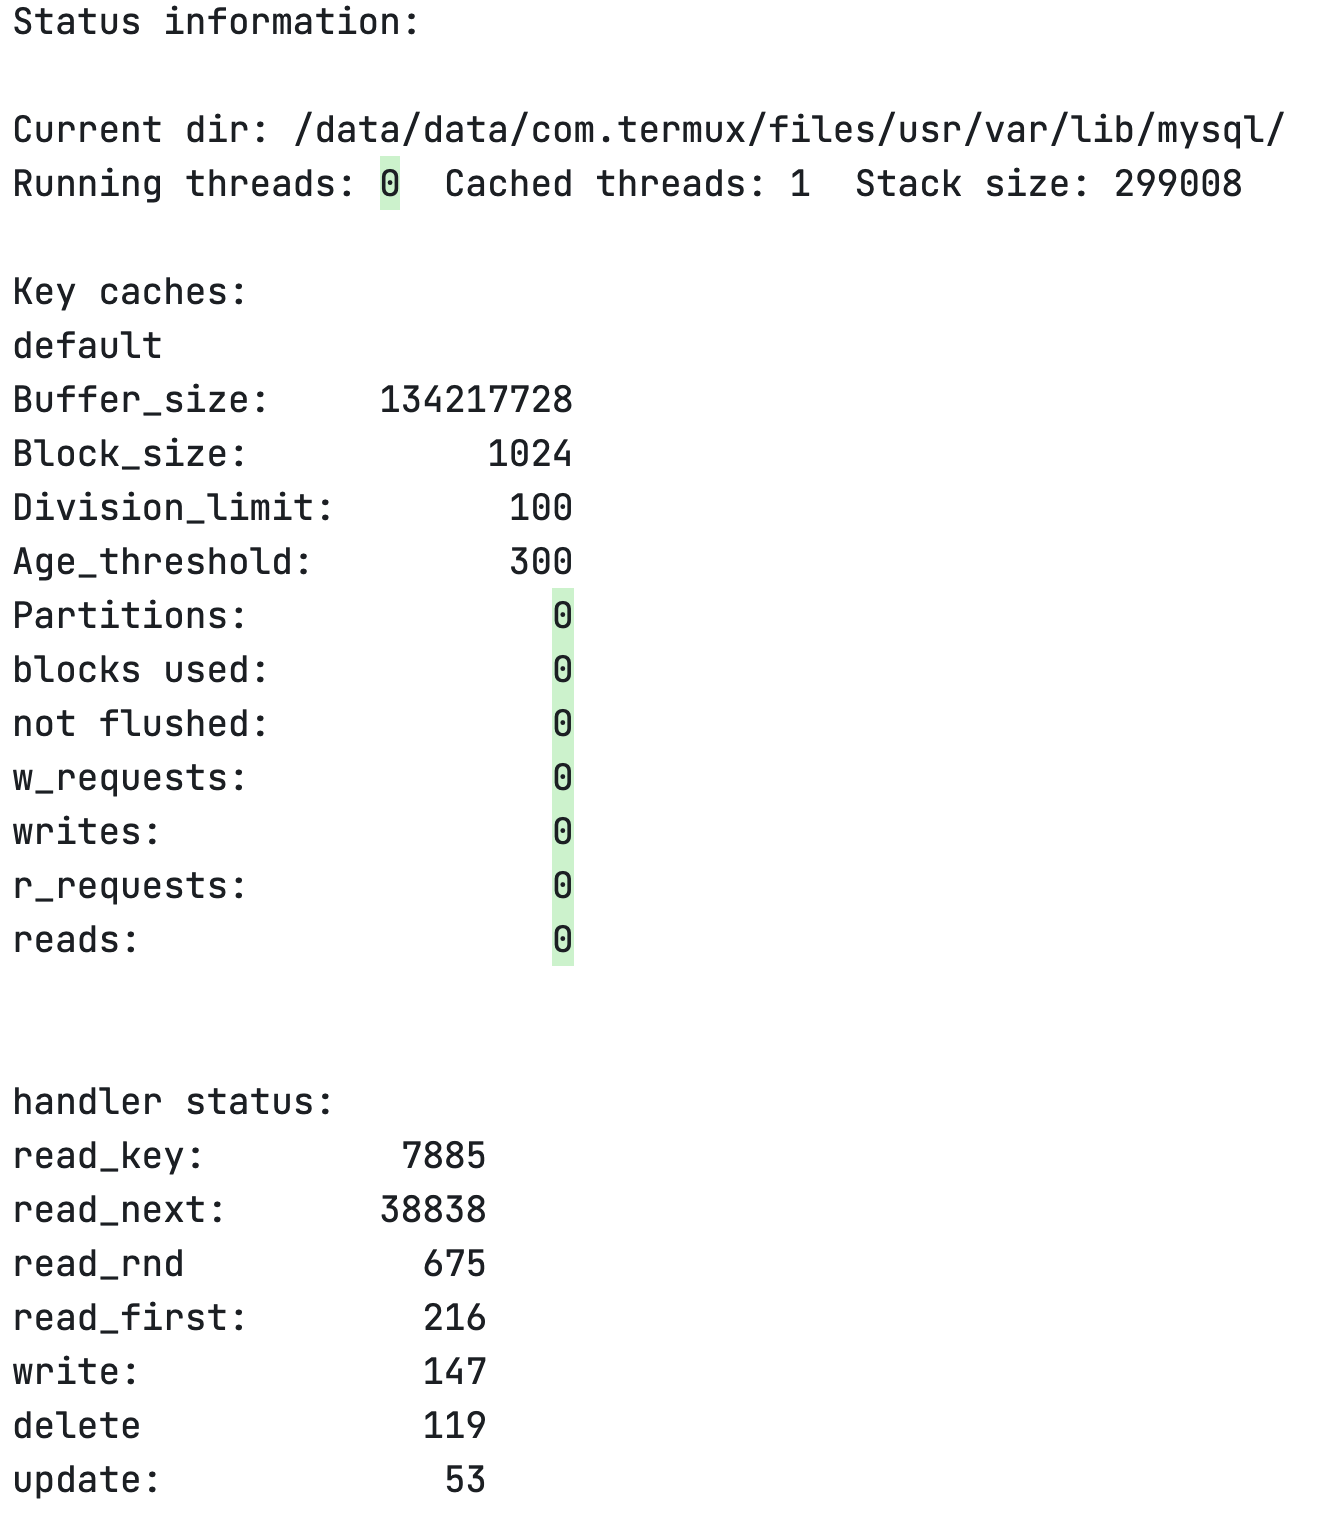 Status information:
Current dir: /data/data/com.termux/files/usr/var/lib/mysql/
Running threads: 0  Cached threads: 1  Stack size: 299008
Key caches:
default
Buffer_size:     134217728
Block_size:           1024
Division_limit:        100
Age_threshold:         300
Partitions:              0
blocks used:             0
not flushed:             0
w_requests:              0
writes:                  0
r_requests:              0
reads:                   0
handler status:
read_key:         7885
read_next:       38838
read_rnd           675
read_first:        216
write:             147
delete             119
update:             53